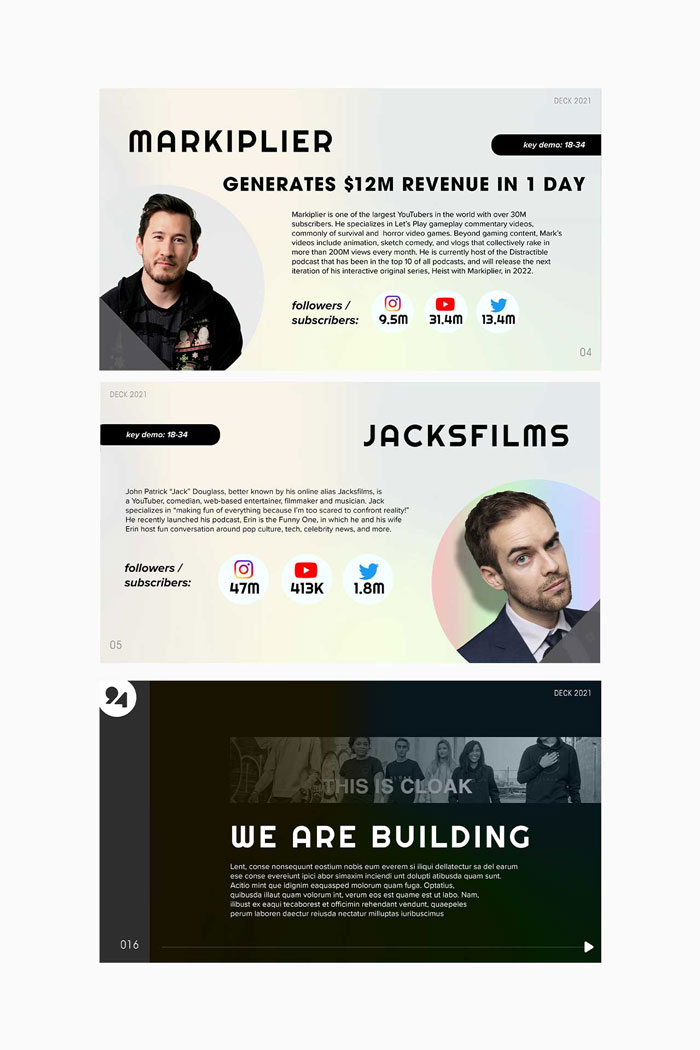 DECK 2021
MARKIPLIER
key demo: 18-34
GENERATES $12M REVENUE IN 1 DAY
Markiplier is one of the largest YouTubers in the world with over 30M
subscribers. He specializes in Let's Play gameplay commentary videos,
commonly of survival and horror video games. Beyond gaming content, Mark's
videos include animation, sketch comedy, and vlogs that collectively rake in
more than 200M views every month. He is currently host of the Distractible
podcast that has been in the top 10 of all podcasts, and will release the next
iteration of his interactive original series, Heist with Markiplier, in 2022.
followers /
subscribers:
9.5M 31.4M 13.4M
04
DECK 2021
key demo: 18-34
JACKSFILMS
John Patrick "Jack" Douglass, better known by his online alias Jacksfilms, is
a YouTuber, comedian, web-based entertainer, filmmaker and musician. Jack
specializes in "making fun of everything because I'm too scared to confront reality!"
He recently launched his podcast, Erin is the Funny One, in which he and his wife
Erin host fun conversation around pop culture, tech, celebrity news, and more.
followers /
subscribers:
47M 413K 1.8M
05
94
DECK 2021
THIS IS CLOAK
WE ARE BUILDING
Lent, conse nonsequunt eostium nobis eum everem si iliqui dellatectur sa del earum
ese conse evereiunt ipici abor simaxim inciendi unt dolupti atibusda quam sunt.
Acitio mint que idignim eaquasped molorum quam fuga. Optatius,
quibusda illaut quam volorum int, verum eos est quame est ut labo. Nam,
ilibust ex eaqui tecaborest et officimin rehendant vendunt, quaepeles
perum laboren daectur reiusda nectatur milluptas iuribuscimus
016